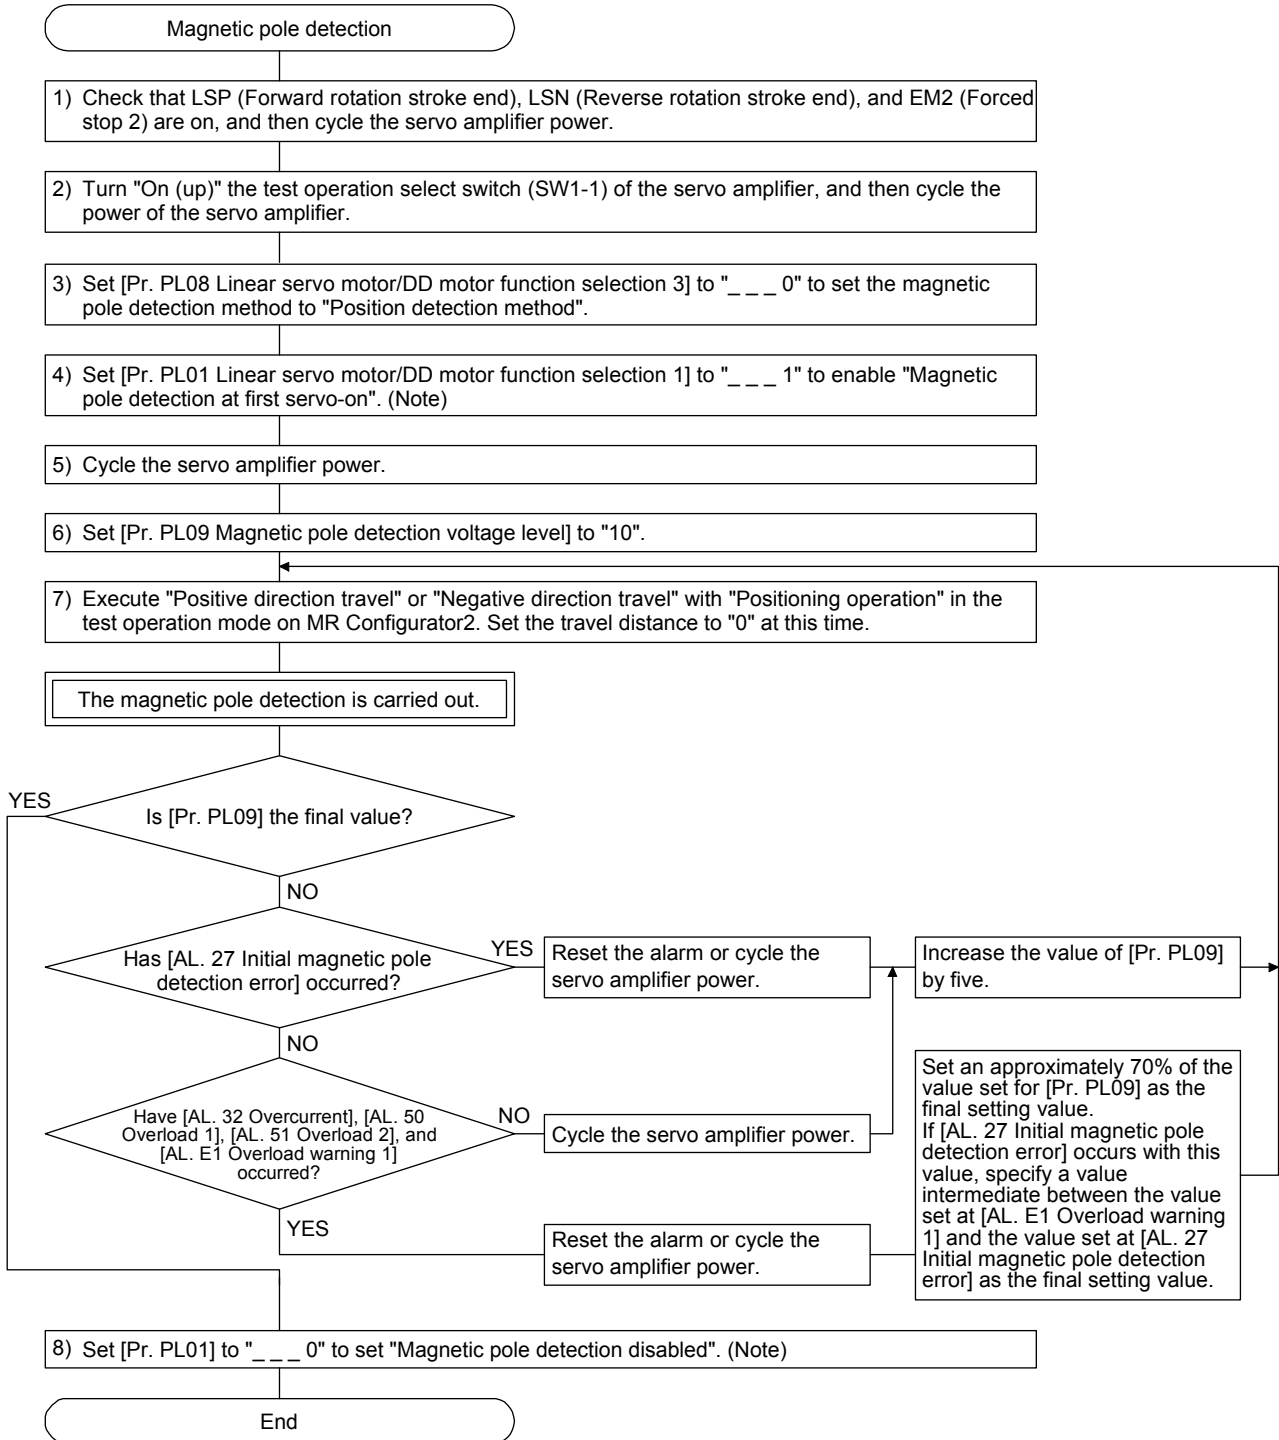 Magnetic pole detection
1) Check that LSP (Forward rotation stroke end), LSN (Reverse rotation stroke end), and EM2 (Forced
stop 2) are on, and then cycle the servo amplifier power.
2) Turn "On (up)" the test operation select switch (SW1-1) of the servo amplifier, and then cycle the
power of the servo amplifier.
3) Set [Pr. PL08 Linear servo motor/DD motor function selection 3] to "_ _ _ 0" to set the magnetic
pole detection method to "Position detection method".
4) Set [Pr. PL01 Linear servo motor/DD motor function selection 1] to "_ _ _ 1" to enable "Magnetic
pole detection at first servo-on". (Note)
5) Cycle the servo amplifier power.
6) Set [Pr. PL09 Magnetic pole detection voltage level] to "10".
7) Execute "Positive direction travel" or "Negative direction travel" with "Positioning operation" in the
test operation mode on MR Configurator2. Set the travel distance to "0" at this time.
The magnetic pole detection is carried out.
YES
Is [Pr. PL09] the final value?
NO
Has [AL. 27 Initial magnetic pole
detection error] occurred?
YES
Reset the alarm or cycle the
servo amplifier power.
Increase the value of [Pr. PL09]
by five.
NO
Have [AL. 32 Overcurrent], [AL. 50
Overload 1], [AL. 51 Overload 2], and
[AL. E1 Overload warning 1]
occurred?
NO
Cycle the servo amplifier power.
YES
Reset the alarm or cycle the
servo amplifier power.
Set an approximately 70% of the
value set for [Pr. PL09] as the
final setting value.
If [AL. 27 Initial magnetic pole
detection error] occurs with this
value, specify a value
intermediate between the value
set at [AL. E1 Overload warning
1] and the value set at [AL. 27
Initial magnetic pole detection
error] as the final setting value.
8) Set [Pr. PL01] to "_ _ _ 0" to set "Magnetic pole detection disabled". (Note)
End